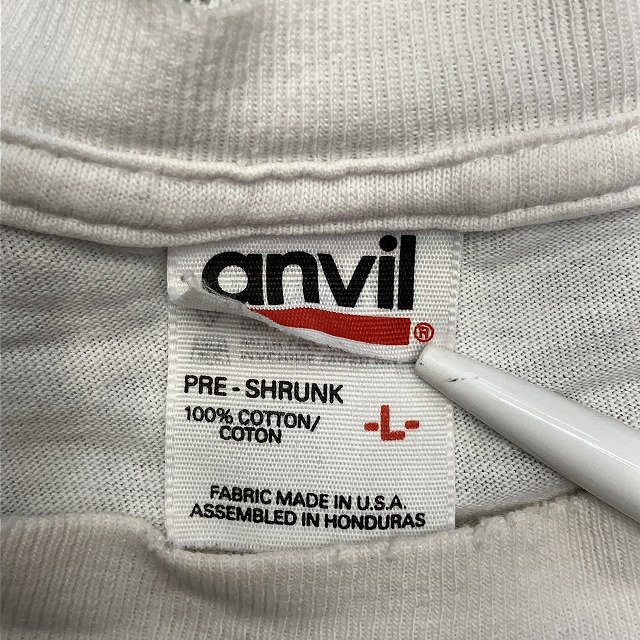 anvil
®
PRE - SHRUNK
100% COTTON/
COTON
-L-
FABRIC MADE IN U.S.A
ASSEMBLED IN HONDURAS